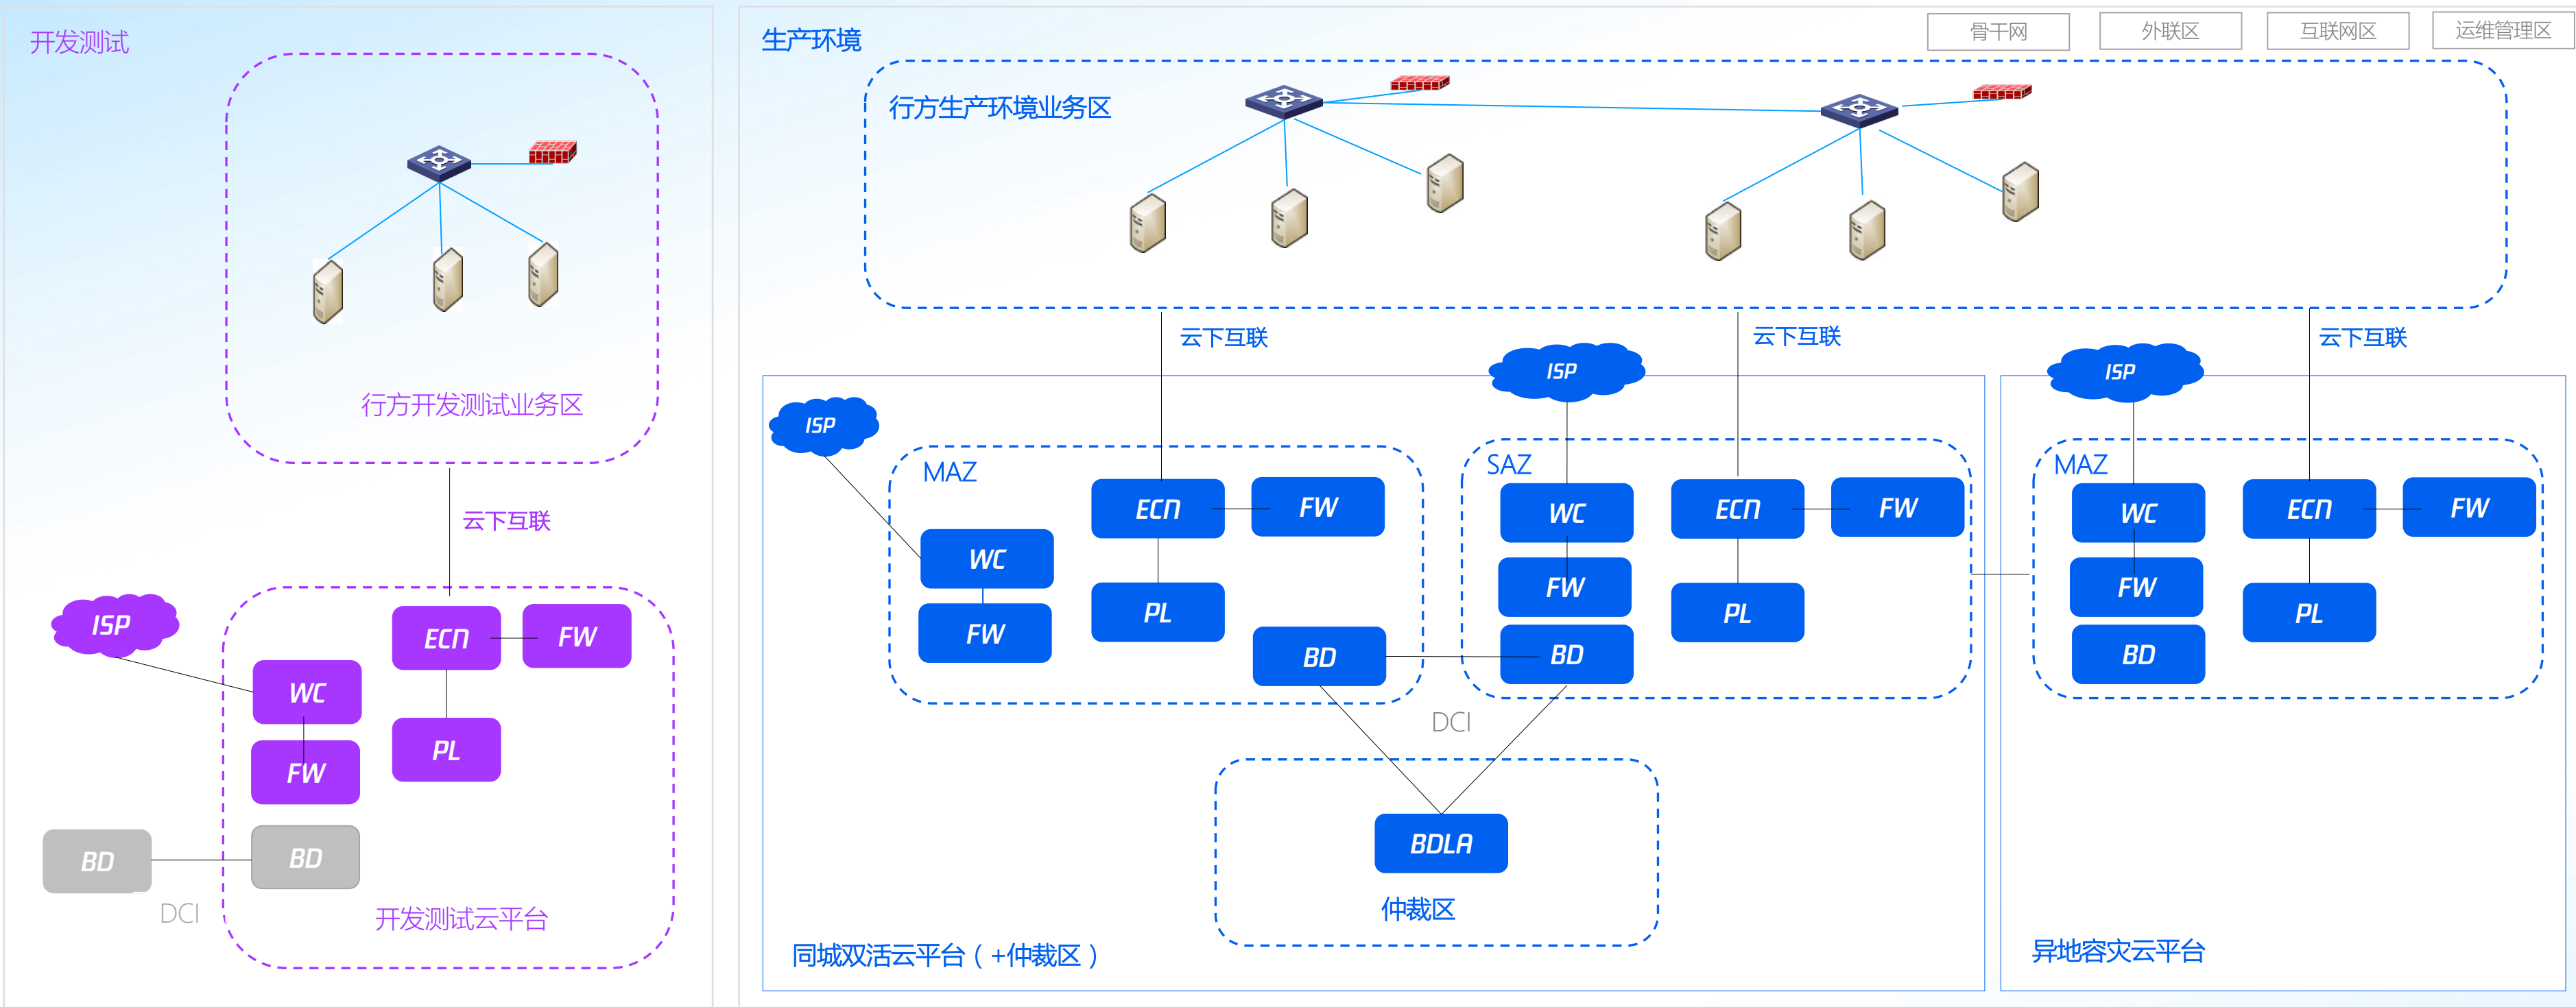 开发测试
行方开发测试业务区
云下互联
ISP
ECN
FW
WC
PL
FW
BD
BD
DCI
开发测试云平台
生产环境
骨干网
外联区
互联网区
运维管理区
行方生产环境业务区
云下互联
云下互联
云下互联
ISP
ISP
ISP
MAZ
ECN
FW
WC
PL
FW
BD
SAZ
WC
ECN
FW
FW
PL
BD
MAZ
WC
ECN
FW
FW
PL
BD
DCI
BDLA
仲裁区
同城双活云平台（+仲裁区）
异地容灾云平台